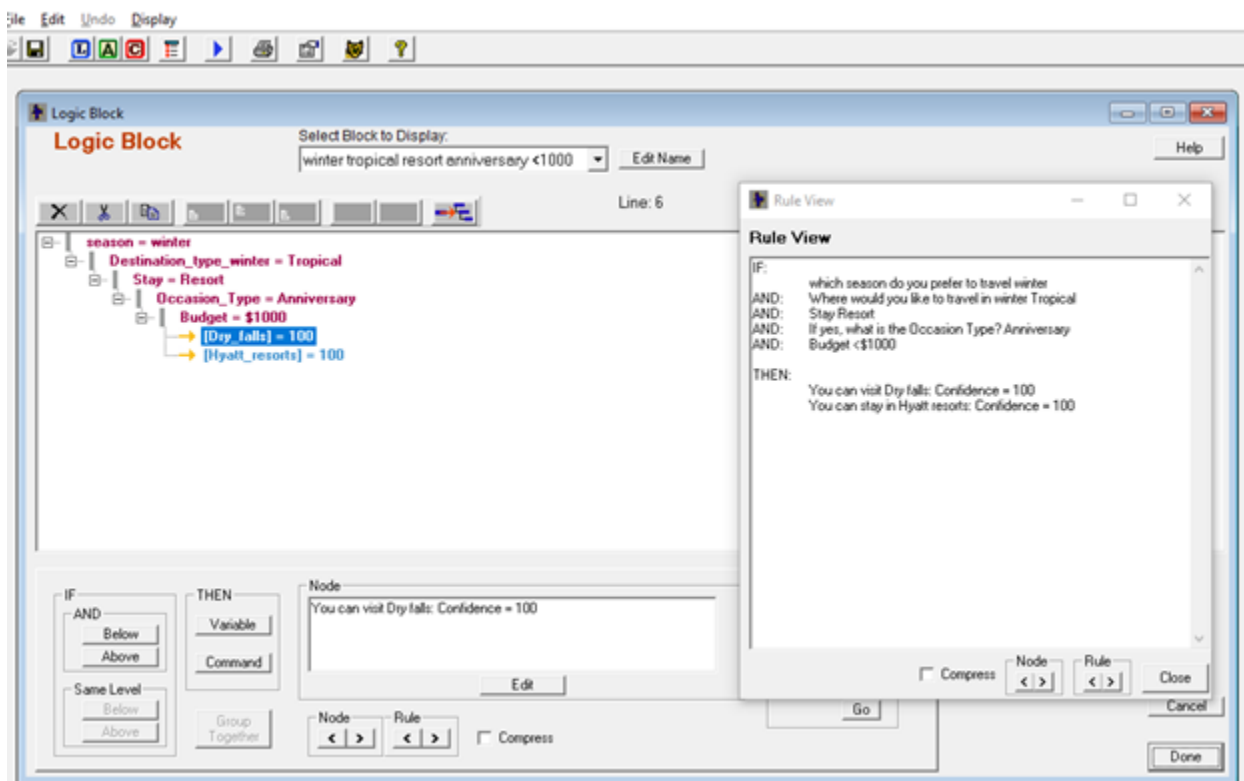 File Edit Undo Display
L A C ?
Logic Block
Logic Block
Select Block to Display:
winter tropical resort anniversary <1000
Edit Name
Help
Line: 6
season = winter
Destination_type_winter = Tropical
Stay = Resort
Occasion_Type = Anniversary
Budget = $1000
[Dry_falls] = 100
[Hyatt_resorts] = 100
Rule View
Rule View
IF:
which season do you prefer to travel winter
AND: Where would you like to travel in winter Tropical
AND: Stay Resort
AND: If yes, what is the Occasion Type? Anniversary
AND: Budget <$1000
THEN:
You can visit Dry falls: Confidence = 100
You can stay in Hyatt resorts: Confidence = 100
Compress
Node
< >
Rule
< >
Close
IF
AND
Below
Above
Same Level
Below
Above
THEN
Variable
Command
Group
Together
Node
You can visit Dry falls: Confidence = 100
Edit
Node
< >
Rule
< >
Compress
Go
Cancel
Done